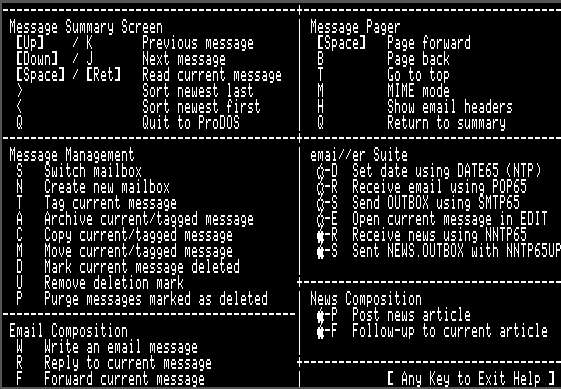 Message Summary Screen
[Up] / K Previous message
[Down] / J Next message
[Space] / [Ret] Read current message
> Sort newest last
< Sort newest first
Q Quit to ProDOS
Message Pager
[Space] Page forward
B Page back
T Go to top
M MIME mode
H Show email headers
Q Return to summary
Message Management
S Switch mailbox
N Create new mailbox
T Tag current message
A Archive current/tagged message
C Copy current/tagged message
M Move current/tagged message
D Mark current message deleted
U Remove deletion mark
P Purge messages marked as deleted
emai//er Suite
-D Set date using DATE65 (NTP)
-R Receive email using POP65
-S Send OUTBOX using SMTP65
-E Open current message in EDIT
-R Receive news using NNTP65
-S Sent NEWS.OUTBOX with NNTP65UP
Email Composition
W Write an email message
R Reply to current message
F Forward current message
News Composition
-P Post news article
-F Follow-up to current article
[ Any Key to Exit Help ]